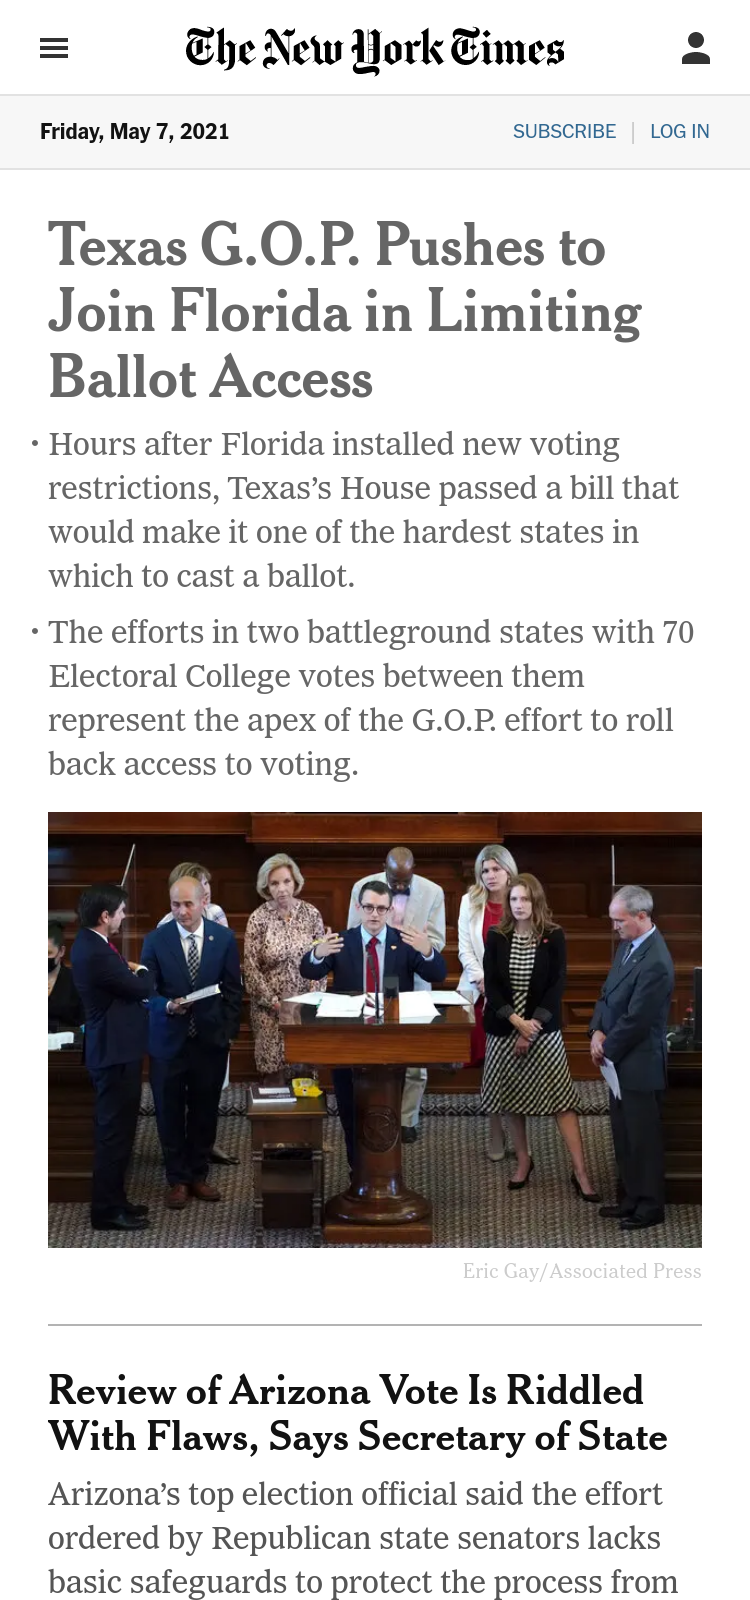 The New York Times
Friday, May 7, 2021
SUBSCRIBE | LOG IN
Texas G.O.P. Pushes to
Join Florida in Limiting
Ballot Access
• Hours after Florida installed new voting
restrictions, Texas’s House passed a bill that
would make it one of the hardest states in
which to cast a ballot.
• The efforts in two battleground states with 70
Electoral College votes between them
represent the apex of the G.O.P. effort to roll
back access to voting.
Eric Gay/Associated Press
Review of Arizona Vote Is Riddled
With Flaws, Says Secretary of State
Arizona’s top election official said the effort
ordered by Republican state senators lacks
basic safeguards to protect the process from